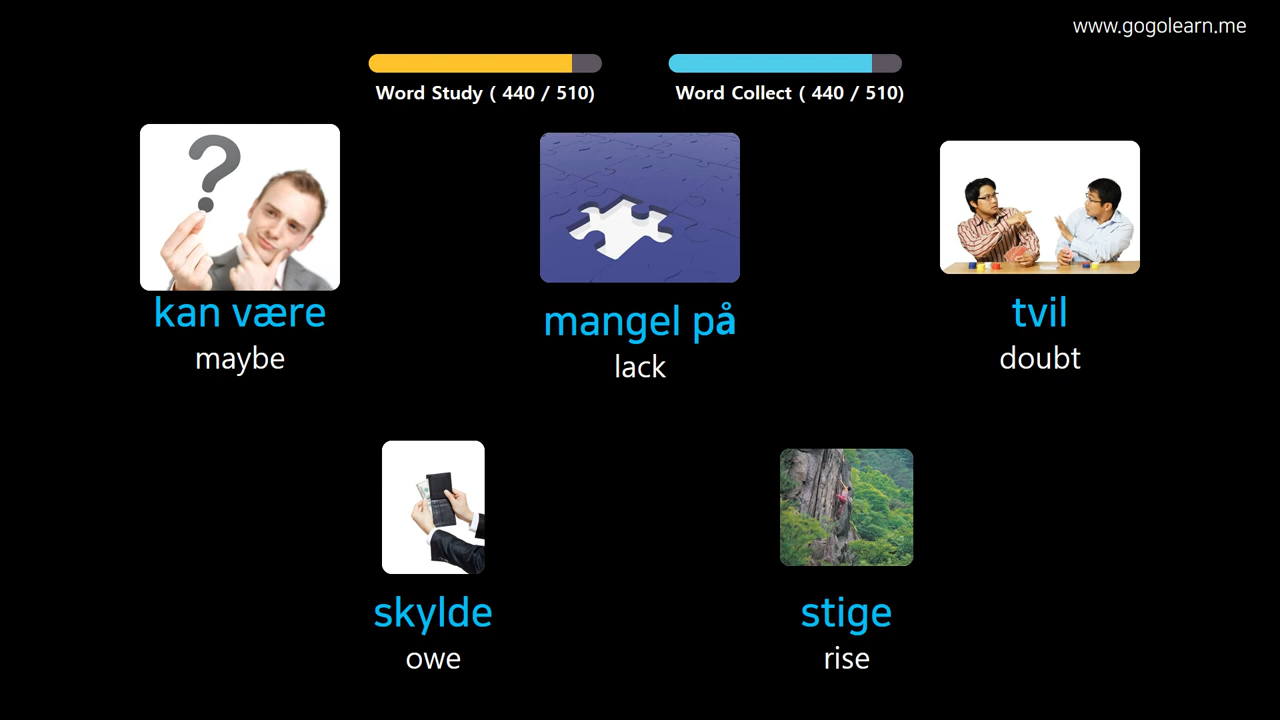 www.gogolearn.me
Word Study ( 440 / 510)
Word Collect ( 440 / 510)
kan være
maybe
mangel på
lack
tvil
doubt
skylde
owe
stige
rise